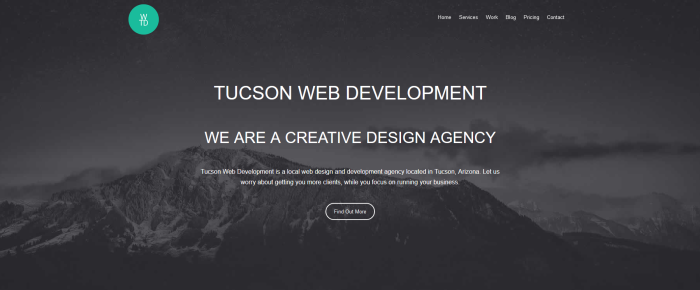 W
TD
Home Services Work Blog Pricing Contact
TUCSON WEB DEVELOPMENT
WE ARE A CREATIVE DESIGN AGENCY
Tucson Web Development is a local web design and development agency located in Tucson, Arizona. Let us
worry about getting you more clients, while you focus on running your business.
Find Out More